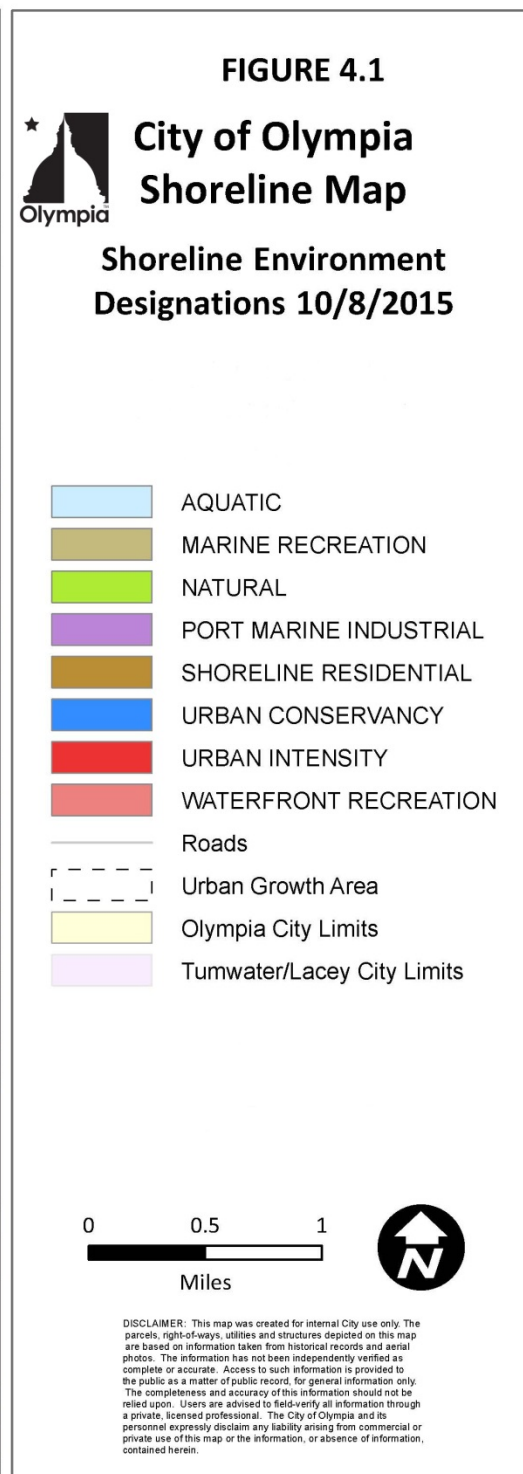 FIGURE 4.1
City of Olympia
Shoreline Map
Olympia
Shoreline Environment
Designations 10/8/2015
AQUATIC
MARINE RECREATION
NATURAL
PORT MARINE INDUSTRIAL
SHORELINE RESIDENTIAL
URBAN CONSERVANCY
URBAN INTENSITY
WATERFRONT RECREATION
Roads
Urban Growth Area
Olympia City Limits
Tumwater/Lacey City Limits
0 0.5 1
Miles
N
DISCLAIMER: This map was created for internal City use only. The
parcels, right-of-ways, utilities and structures depicted on this map
are based on information taken from historical records and aerial
photos. The information has not been independently verified as
complete or accurate. Access to such information is provided to
the public as a matter of public record, for general information only.
The completeness and accuracy of this information should not be
relied upon. Users are advised to field-verify all information through
a private, licensed professional. The City of Olympia and its
personnel expressly disclaim any liability arising from commercial or
private use of this map or the information, or absence of information,
contained herein.